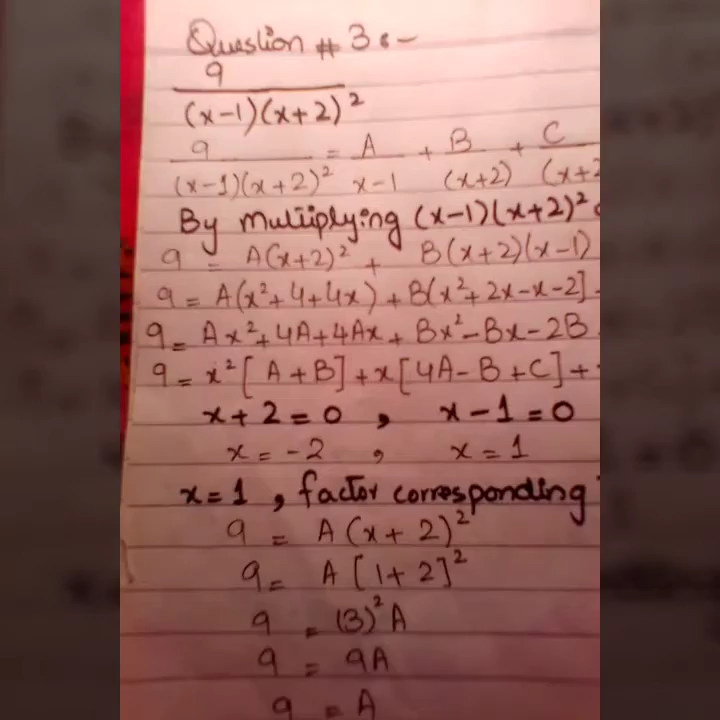 Question # 3 :-
9
(x-1)(x+2)²
9 = A + B + C
(x-1)(x+2)² x-1 (x+2) (x+2
By Multiplying (x-1)(x+2)²
9 = A(x+2)² + B(x+2)(x-1)
9 = A(x²+4+4x) + B[x²+2x-x-2]
9 = Ax²+4A+4Ax + Bx²-Bx-2B
9 = x²[A+B]+x[4A-B+C]+
x+2=0 , x-1=0
x=-2 , x=1
x=1 , factor corresponding
9 = A(x+2)²
9 = A[1+2]²
9 = (3)²A
9 = 9A
9 = A